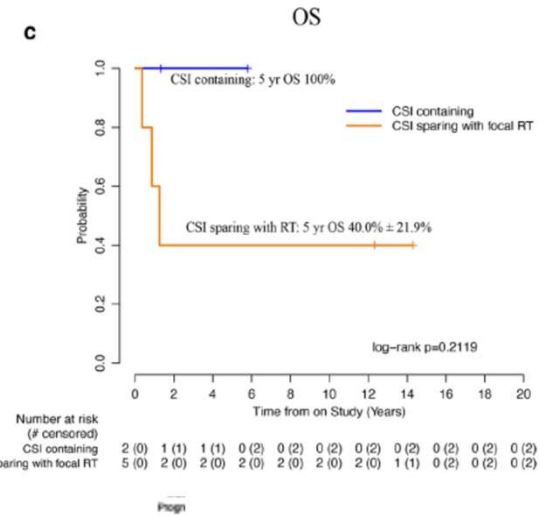 OS
c
CSI containing: 5 yr OS 100%
CSI containing
CSI sparing with focal RT
CSI sparing with RT: 5 yr OS 40.0% ± 21.9%
log-rank p=0.2119
Probability
1.0
0.8
0.6
0.4
0.2
0.0
0 2 4 6 8 10 12 14 16 18 20
Time from on Study (Years)
Number at risk
(# censored)
CSI containing 2 (0) 1 (1) 1 (1) 0 (2) 0 (2) 0 (2) 0 (2) 0 (2) 0 (2) 0 (2) 0 (2)
paring with focal RT 5 (0) 2 (0) 2 (0) 2 (0) 2 (0) 2 (0) 2 (0) 1 (1) 0 (2) 0 (2) 0 (2)